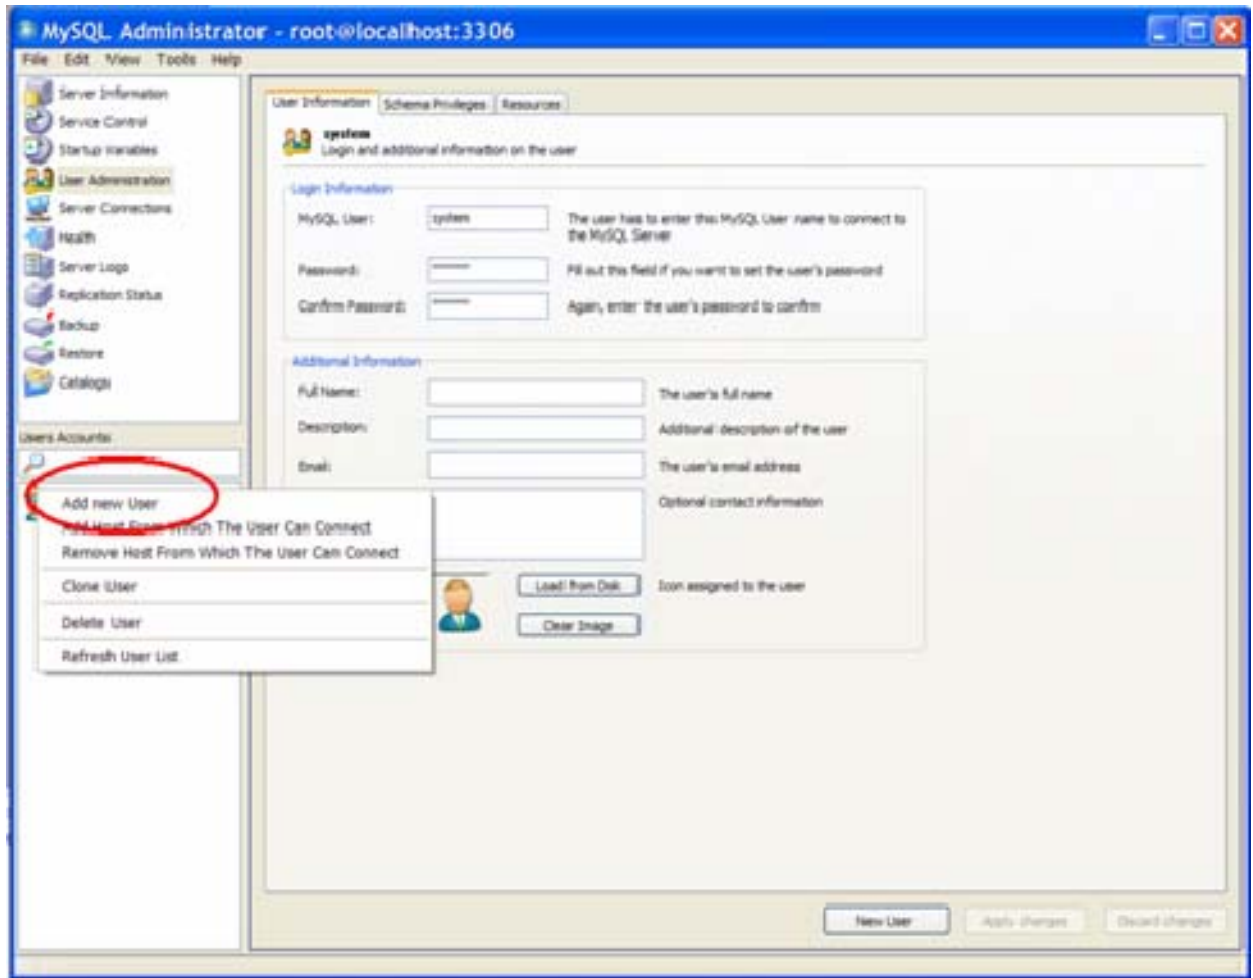 MySQL Administrator - root@localhost:3306
File Edit View Tools Help
Server Information
Service Control
Startup Variables
User Administration
Server Connections
Health
Server Logs
Replication Status
Backup
Restore
Catalogs
Users Accounts
Add new User
Add Host From Which The User Can Connect
Remove Host From Which The User Can Connect
Clone User
Delete User
Refresh User List
User Information Schema Privileges Resources
system
Login and additional information on the user
Login Information
MySQL User: system The user has to enter this MySQL User name to connect to
the MySQL Server
Password: Fill out this field if you want to set the user's password
Confirm Password: Again, enter the user's password to confirm
Additional Information
Full Name: The user's full name
Description: Additional description of the user
Email: The user's email address
Optional contact information
Load from Disk Icon assigned to the user
Clear Image
New User Apply changes Discard changes